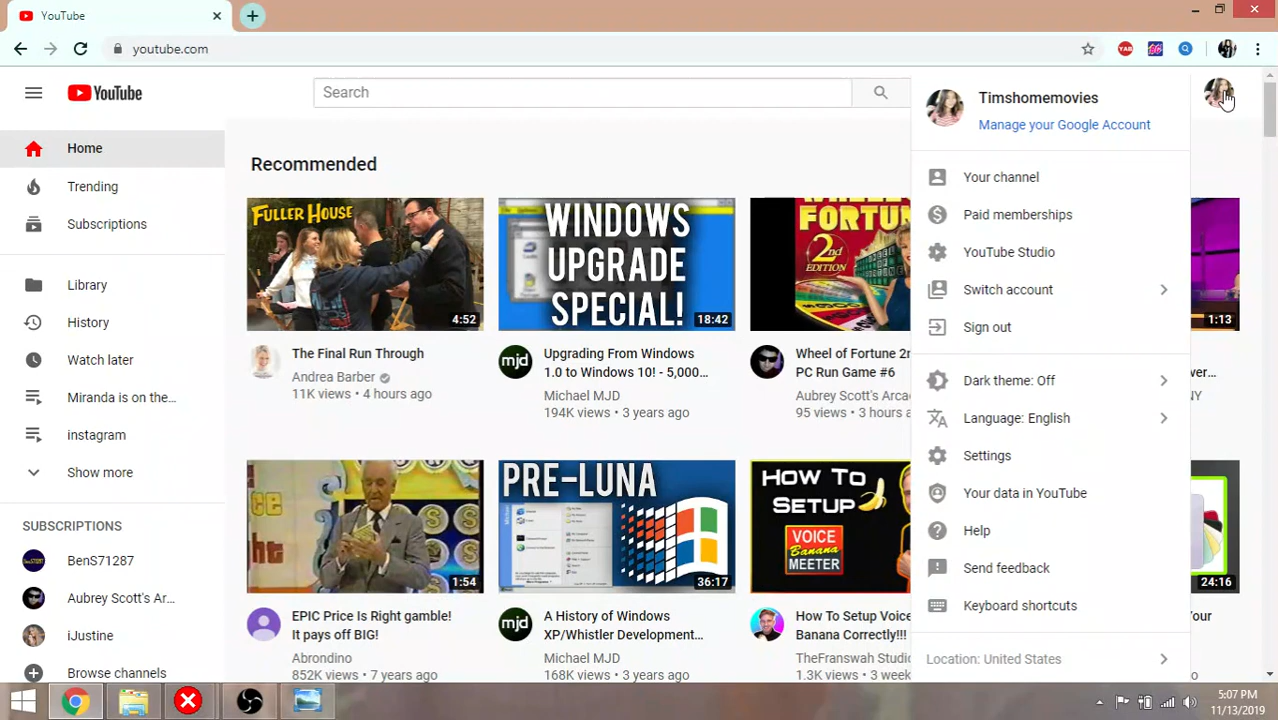 YouTube
youtube.com
YouTube
Search
Home
Trending
Subscriptions
Library
History
Watch later
Miranda is on the...
instagram
Show more
SUBSCRIPTIONS
BenS71287
Aubrey Scott's Ar...
iJustine
Browse channels
Recommended
FULLER HOUSE
4:52
The Final Run Through
Andrea Barber
11K views • 4 hours ago
WINDOWS
UPGRADE
SPECIAL!
18:42
mjd
Upgrading From Windows
1.0 to Windows 10! - 5,000...
Michael MJD
194K views • 3 years ago
FORTUN
2nd
EDITION
Wheel of Fortune 2n
PC Run Game #6
Aubrey Scott's Arca
95 views • 3 hours a
1:13
wer...
NY
1:54
EPIC Price Is Right gamble!
It pays off BIG!
Abrondino
852K views • 7 years ago
PRE-LUNA
36:17
mjd
A History of Windows
XP/Whistler Development...
Michael MJD
168K views • 3 years ago
HOW TO
SETUP
VOICE
Banana
MEETER
How To Setup Voice
Banana Correctly!!!
TheFranswah Studio
1.3K views • 3 week
24:16
Your
Timshomemovies
Manage your Google Account
Your channel
Paid memberships
YouTube Studio
Switch account
Sign out
Dark theme: Off
Language: English
Settings
Your data in YouTube
Help
Send feedback
Keyboard shortcuts
Location: United States
5:07 PM
11/13/2019